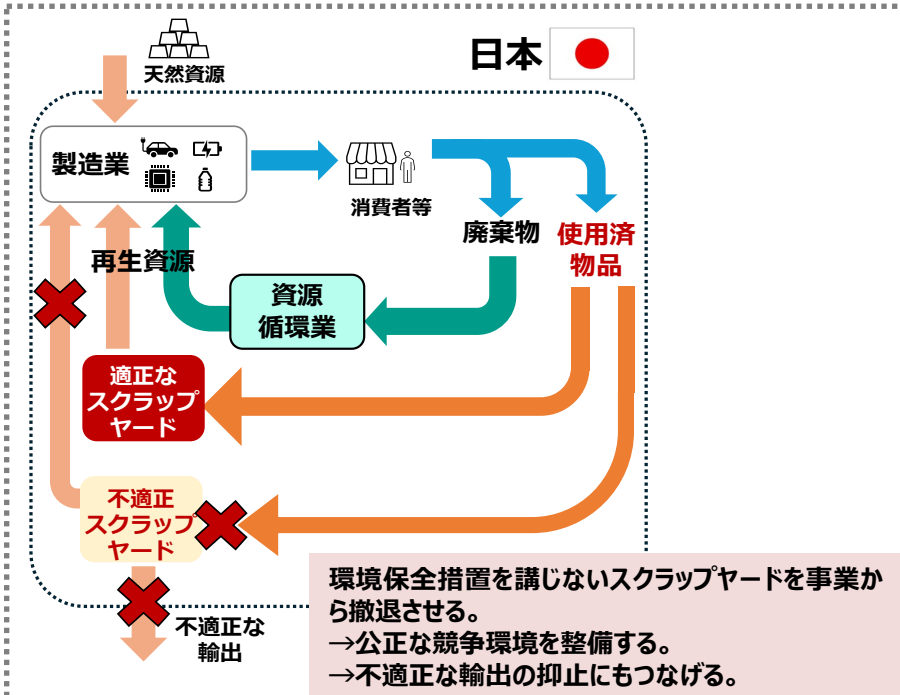 日本
天然資源
製造業
消費者等
廃棄物
使用済
物品
再生資源
資源
循環業
適正な
スクラップ
ヤード
不適正
スクラップ
ヤード
不適正な
輸出
環境保全措置を講じないスクラップヤードを事業か
ら撤退させる。
→公正な競争環境を整備する。
→不適正な輸出の抑止にもつなげる。